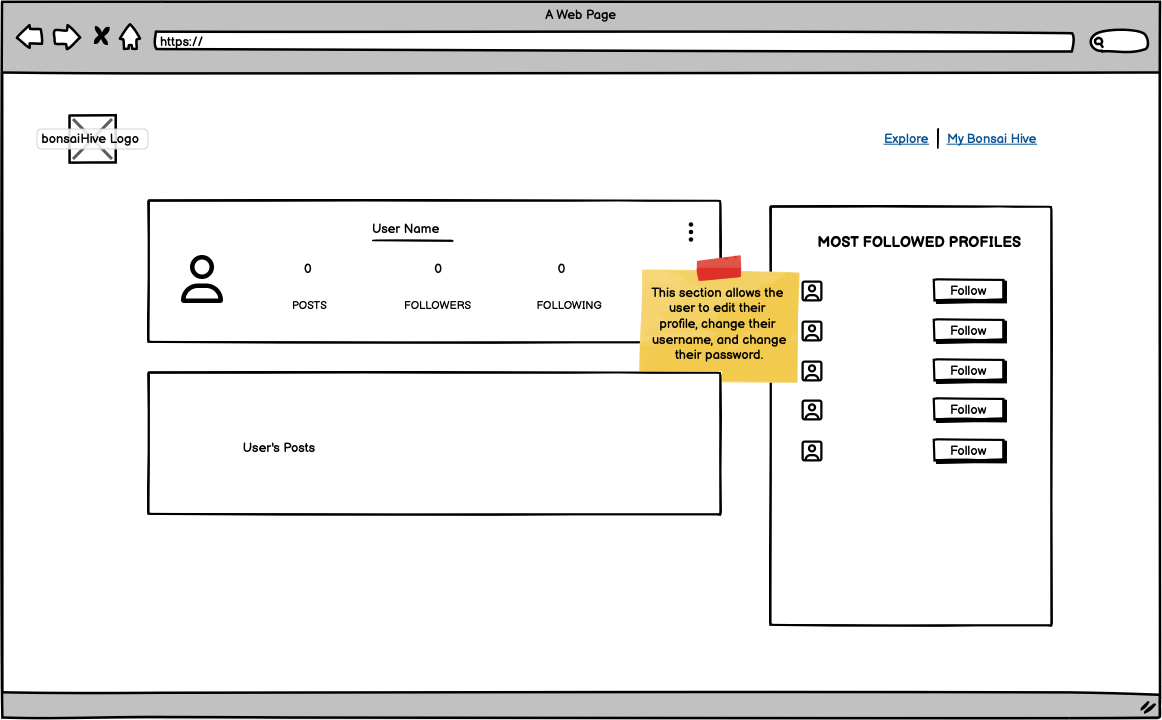 A Web Page
https://
bonsaiHive Logo
Explore
My Bonsai Hive
User Name
0
0
0
POSTS
FOLLOWERS
FOLLOWING
This section allows the
user to edit their
profile, change their
username, and change
their password.
User's Posts
MOST FOLLOWED PROFILES
Follow
Follow
Follow
Follow
Follow